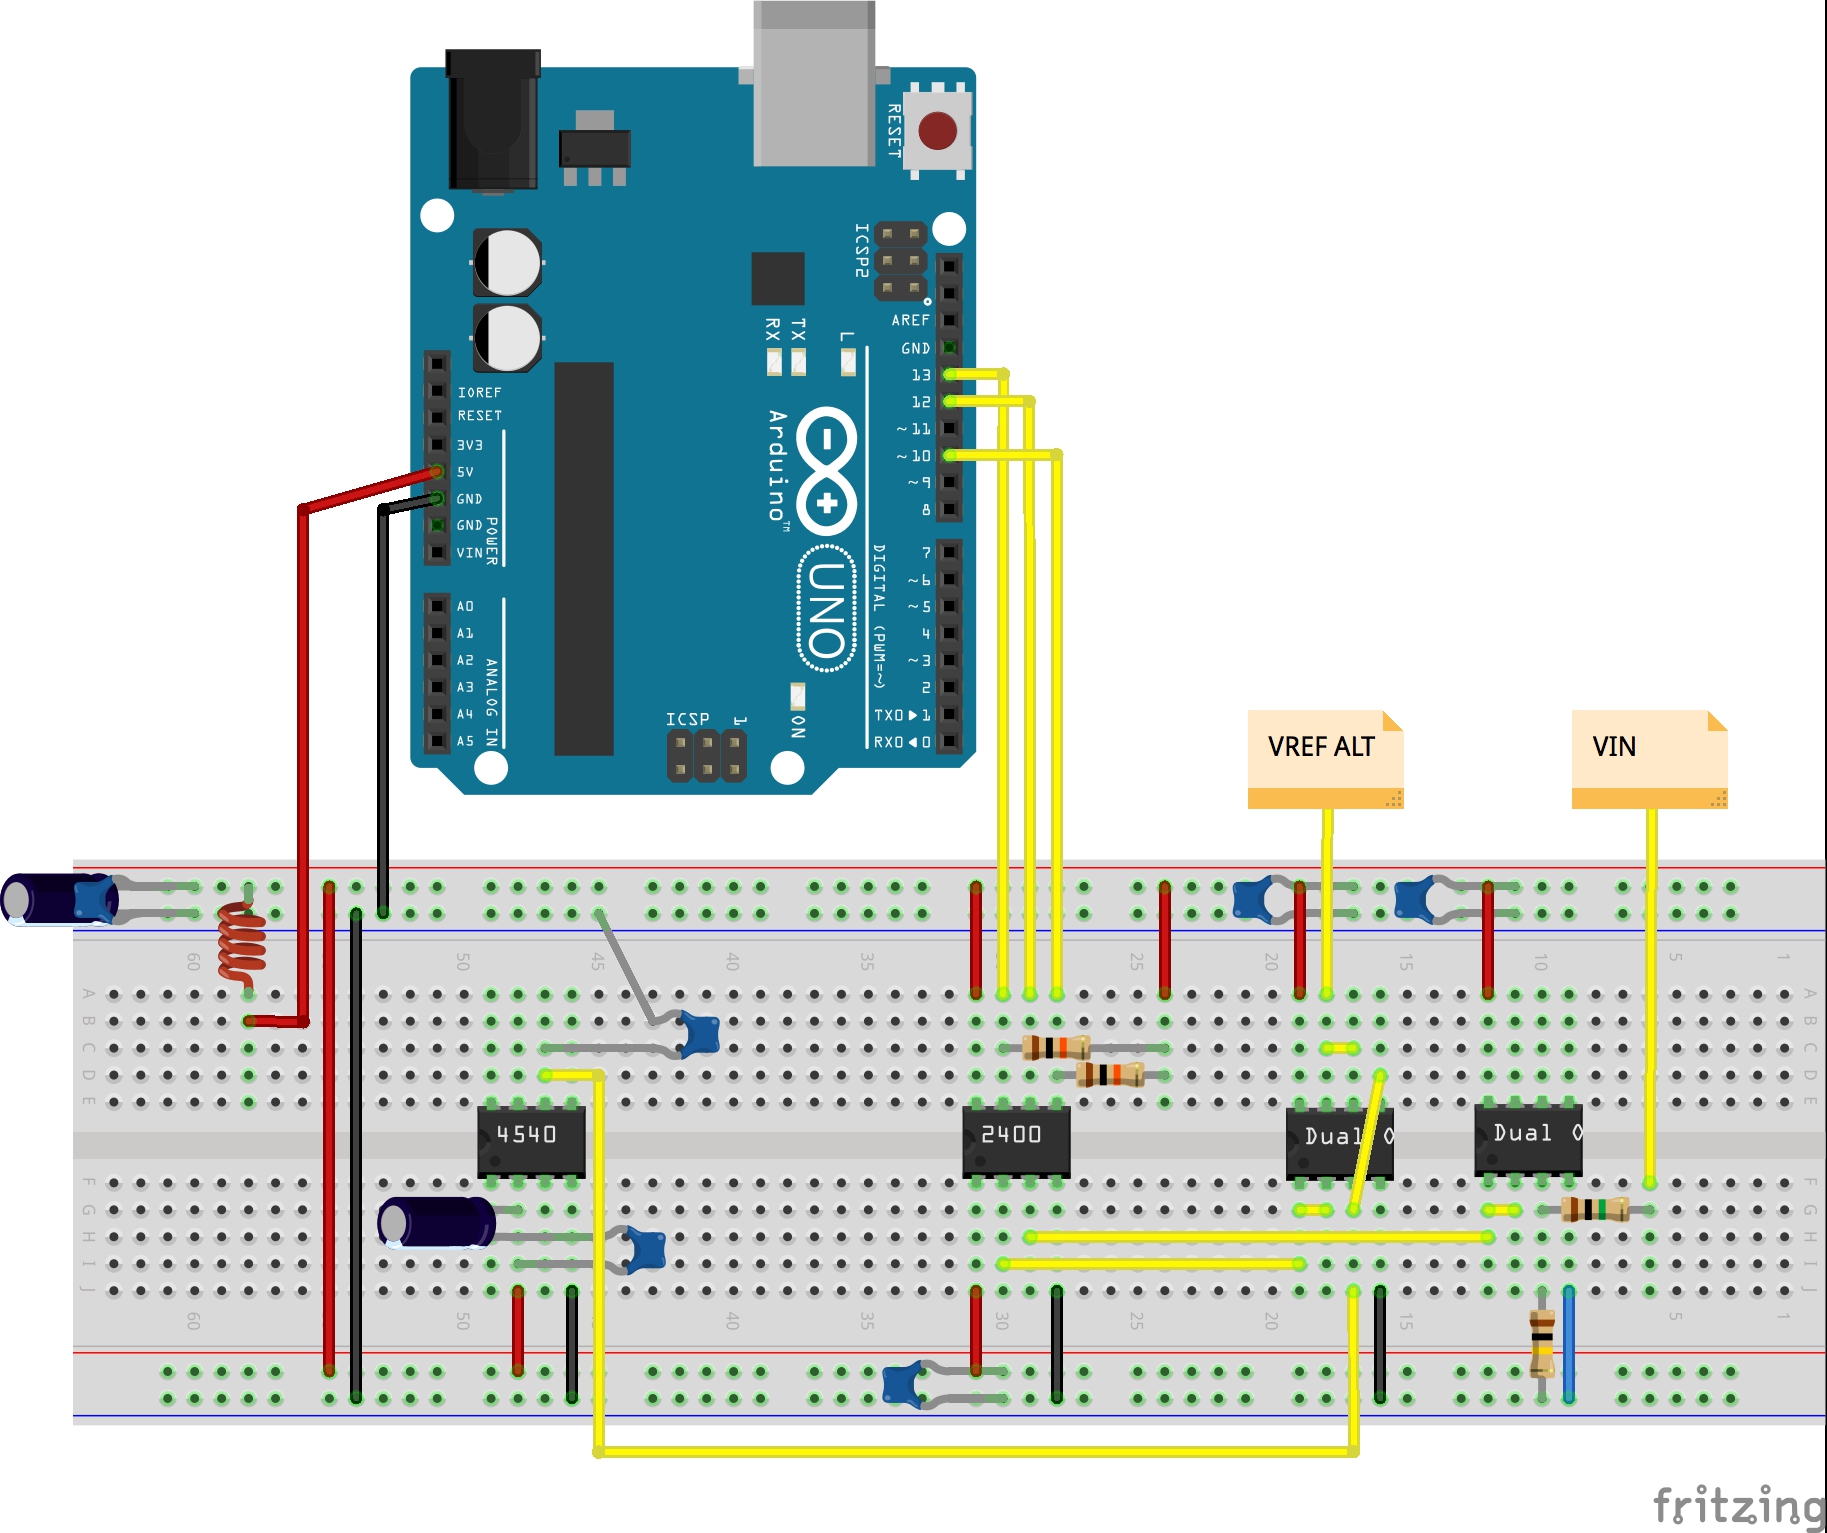 RESET
ICSP2
AREF
GND
13
12
~11
~10
~9
8
7
~6
~5
4
~3
2
TX0▶1
RX0◀0
DIGITAL (PWM=~)
RX
TX
L
Arduino™
UNO
ON
ICSP
1
IOREF
RESET
3V3
5V
GND
GND
VIN
POWER
A0
A1
A2
A3
A4
A5
ANALOG IN
VREF ALT
VIN
60
50
45
40
35
25
20
15
10
5
1
A
B
C
D
E
F
G
H
I
J
A
B
C
D
E
F
G
H
I
J
4540
2400
Dual
Dual
60
50
40
35
30
25
20
15
5
1
fritzing